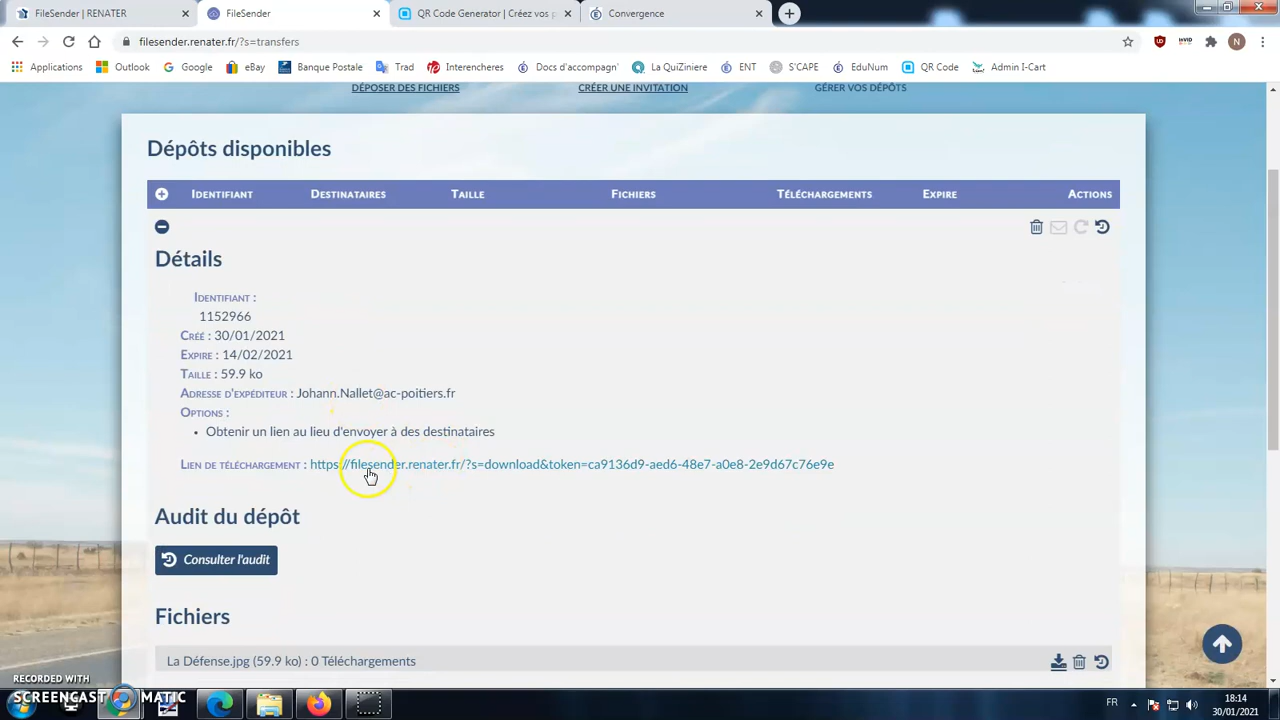 FileSender | RENATER
FileSender
QR Code Generator | Créez vos
Convergence
filesender.renater.fr/?s=transfers
N
Applications
Outlook
Google
eBay
Banque Postale
Trad
Interencheres
Docs d'accompagn'
La QuiZiniere
ENT
S'CAPE
EduNum
QR Code
Admin I-Cart
DÉPOSER DES FICHIERS
CRÉER UNE INVITATION
GÉRER VOS DÉPÔTS
Dépôts disponibles
IDENTIFIANT DESTINATAIRES TAILLE FICHIERS TÉLÉCHARGEMENTS EXPIRE ACTIONS
Détails
IDENTIFIANT :
1152966
CRÉÉ : 30/01/2021
EXPIRE : 14/02/2021
TAILLE : 59.9 ko
ADRESSE D'EXPÉDITEUR : Johann.Nallet@ac-poitiers.fr
OPTIONS :
• Obtenir un lien au lieu d'envoyer à des destinataires
LIEN DE TÉLÉCHARGEMENT : https://filesender.renater.fr/?s=download&token=ca9136d9-aed6-48e7-a0e8-2e9d67c76e9e
Audit du dépôt
Consulter l'audit
Fichiers
La Défense.jpg (59.9 ko) : 0 Téléchargements
RECORDED WITH
SCREENCAST MATIC
FR
18:14
30/01/2021